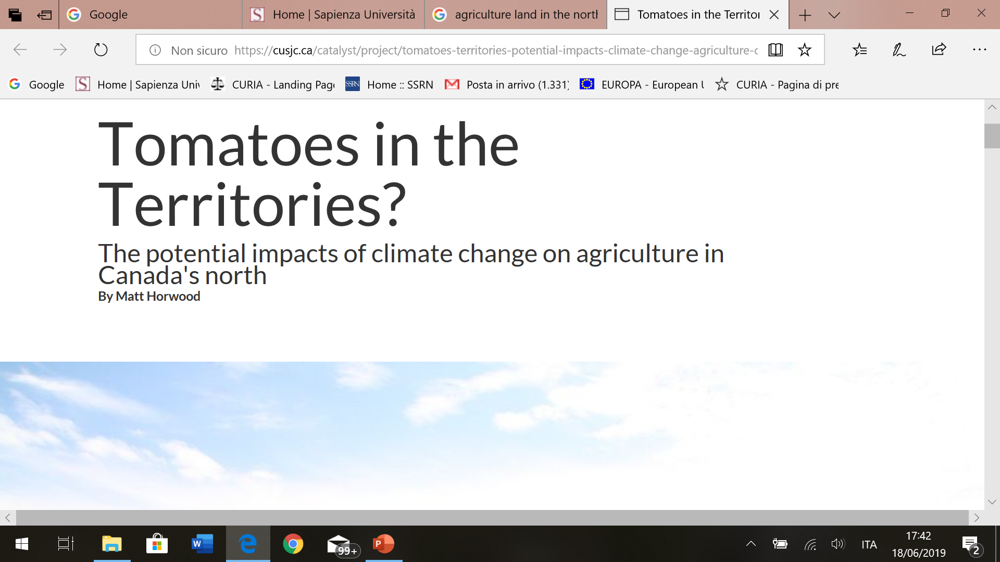 Google
Home | Sapienza Università
agriculture land in the north
Tomatoes in the Territor
Non sicuro https://cusjc.ca/catalyst/project/tomatoes-territories-potential-impacts-climate-change-agriculture-c
Google
Home | Sapienza Univ
CURIA - Landing Page
SSRN
Home :: SSRN
Posta in arrivo (1.331)
EUROPA - European U
CURIA - Pagina di pre
Tomatoes in the
Territories?
The potential impacts of climate change on agriculture in
Canada's north
By Matt Horwood
99+
ITA
17:42
18/06/2019
2